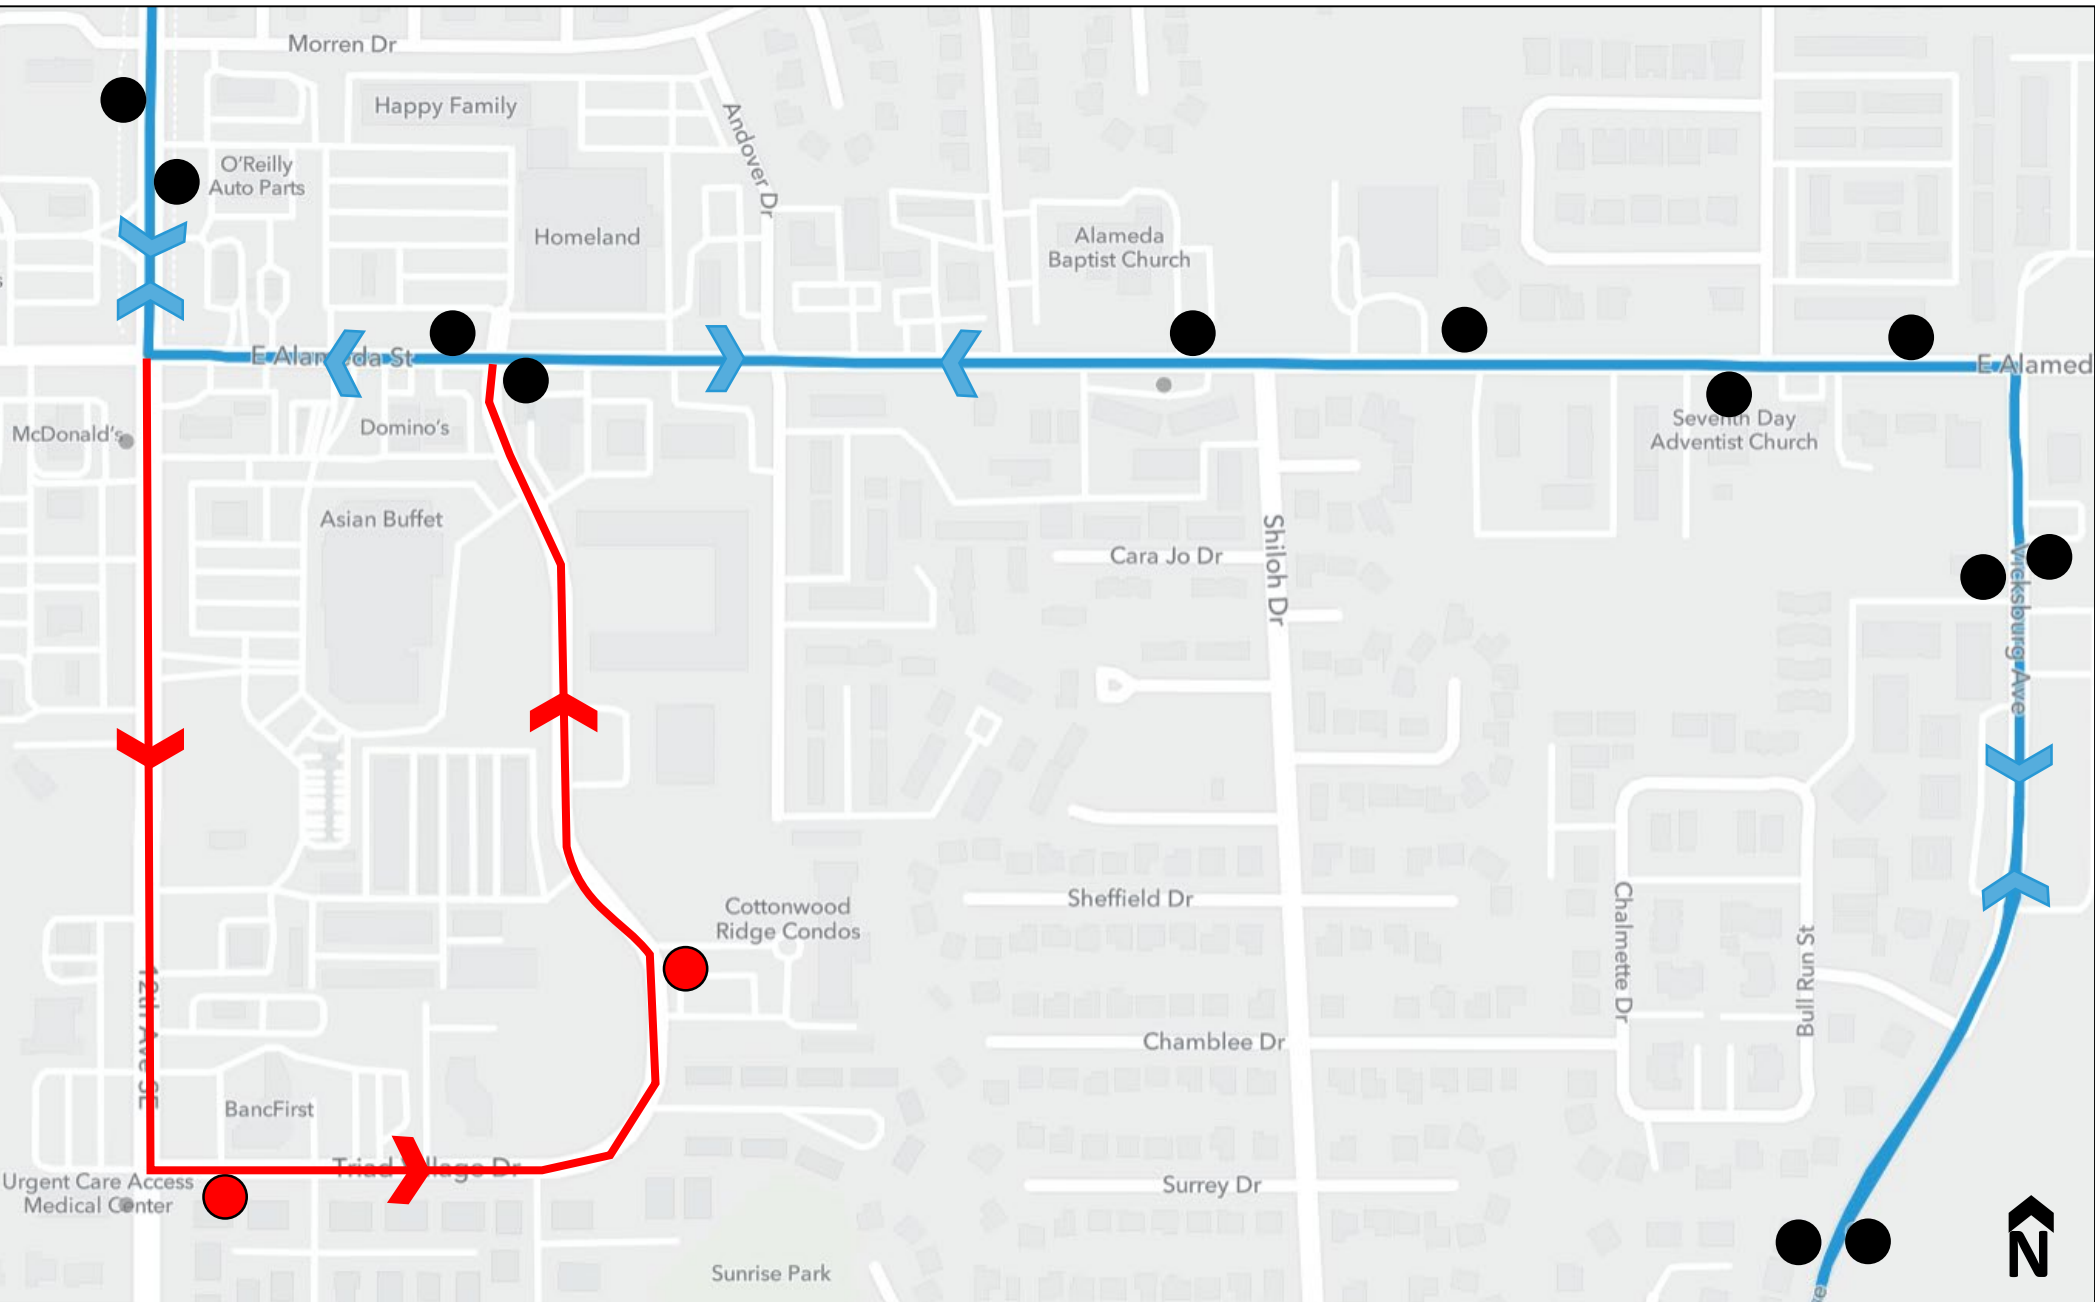 Morren Dr
Happy Family
Andover Dr
O'Reilly
Auto Parts
Homeland
Alameda
Baptist Church
E Alameda St
E Alamed
McDonald's
Domino's
Seventh Day
Adventist Church
Asian Buffet
Shiloh Dr
Cara Jo Dr
Vicksburg Ave
Cottonwood
Ridge Condos
Sheffield Dr
Chalmette Dr
Bull Run St
12th Ave SE
Chamblee Dr
BancFirst
Triad Village Dr
Urgent Care Access
Medical Center
Surrey Dr
Sunrise Park
N